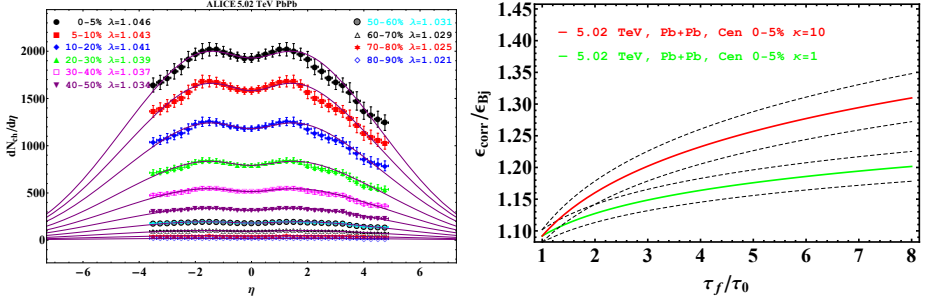 ALICE 5.02 TeV PbPb
0-5% λ=1.046
5-10% λ=1.043
10-20% λ=1.041
20-30% λ=1.039
30-40% λ=1.037
40-50% λ=1.034
50-60% λ=1.031
60-70% λ=1.029
70-80% λ=1.025
80-90% λ=1.021
dN_ch/dη
2000
1500
1000
500
0
−6
−4
−2
0
2
4
6
η
5.02 TeV, Pb+Pb, Cen 0-5% κ=10
5.02 TeV, Pb+Pb, Cen 0-5% κ=1
ϵ_corr/ϵ_Bj
1.45
1.40
1.35
1.30
1.25
1.20
1.15
1.10
1
2
3
4
5
6
7
8
τ_f/τ_0